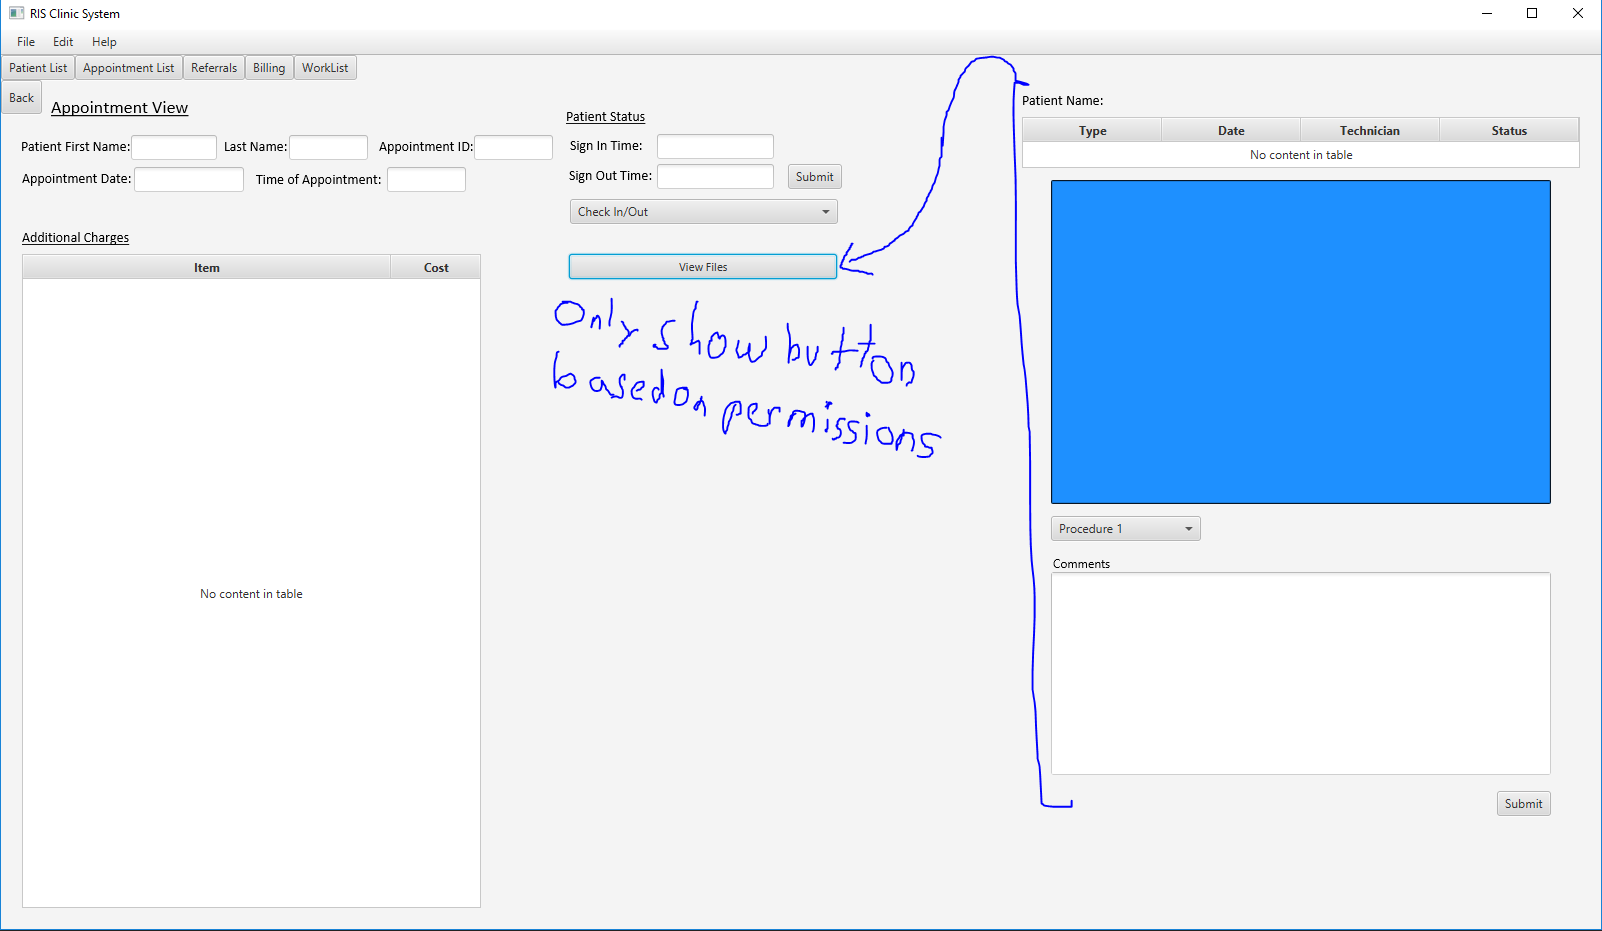 RIS Clinic System
File Edit Help
Patient List Appointment List Referrals Billing WorkList
Back
Appointment View
Patient First Name: Last Name: Appointment ID:
Appointment Date: Time of Appointment:
Additional Charges
Item Cost
No content in table
Patient Status
Sign In Time:
Sign Out Time: Submit
Check In/Out
View Files
Only show button
based on permissions
Patient Name:
Type Date Technician Status
No content in table
Procedure 1
Comments
Submit